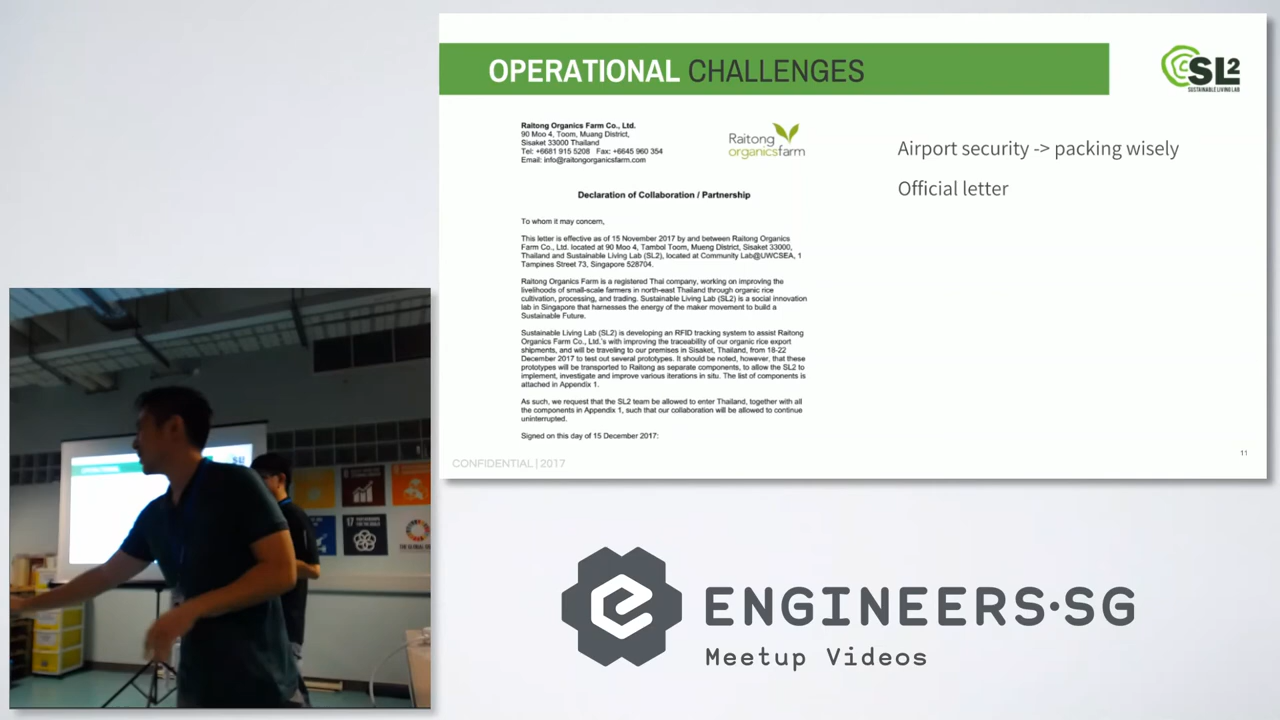 OPERATIONAL CHALLENGES
SL2
SUSTAINABLE LIVING LAB
Raitong Organics Farm Co., Ltd.
90 Moo 4, Toom, Muang District,
Sisaket 33000 Thailand
Tel: +6681 915 5208 Fax: +6645 960 354
Email: info@raitongorganicsfarm.com
Raitong
organicsfarm
Declaration of Collaboration / Partnership
To whom it may concern,
This letter is effective as of 15 November 2017 by and between Raitong Organics
Farm Co., Ltd. located at 90 Moo 4, Tambol Toom, Mueng District, Sisaket 33000,
Thailand and Sustainable Living Lab (SL2), located at Community Lab@UWCSEA, 1
Tampines Street 73, Singapore 528704.
Raitong Organics Farm is a registered Thai company, working on improving the
livelihoods of small-scale farmers in north-east Thailand through organic rice
cultivation, processing, and trading. Sustainable Living Lab (SL2) is a social innovation
lab in Singapore that harnesses the energy of the maker movement to build a
Sustainable Future.
Sustainable Living Lab (SL2) is developing an RFID tracking system to assist Raitong
Organics Farm Co., Ltd.'s with improving the traceability of our organic rice export
shipments, and will be traveling to our premises in Sisaket, Thailand, from 18-22
December 2017 to test out several prototypes. It should be noted, however, that these
prototypes will be transported to Raitong as separate components, to allow the SL2 to
implement, investigate and improve various iterations in situ. The list of components is
attached in Appendix 1.
As such, we request that the SL2 team be allowed to enter Thailand, together with all
the components in Appendix 1, such that our collaboration will be allowed to continue
uninterrupted.
Signed on this day of 15 December 2017:
Airport security -> packing wisely
Official letter
CONFIDENTIAL | 2017
11
ENGINEERS·SG
Meetup Videos